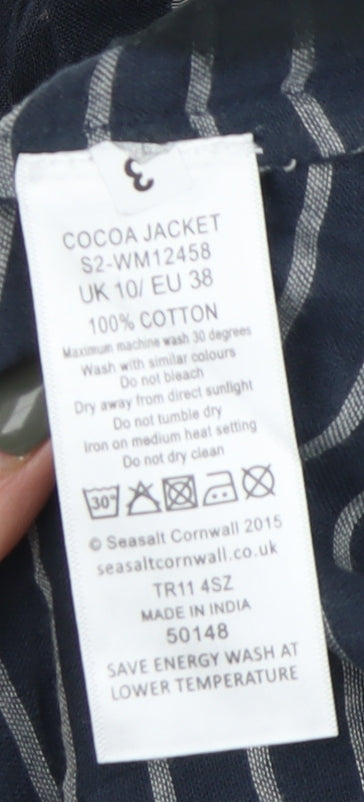 3
COCOA JACKET
S2-WM12458
UK 10/ EU 38
100% COTTON
Maximum machine wash 30 degrees
Wash with similar colours
Do not bleach
Dry away from direct sunlight
Do not tumble dry
Iron on medium heat setting
Do not dry clean
30°
© Seasalt Cornwall 2015
seasaltcornwall.co.uk
TR11 4SZ
MADE IN INDIA
50148
SAVE ENERGY WASH AT
LOWER TEMPERATURE